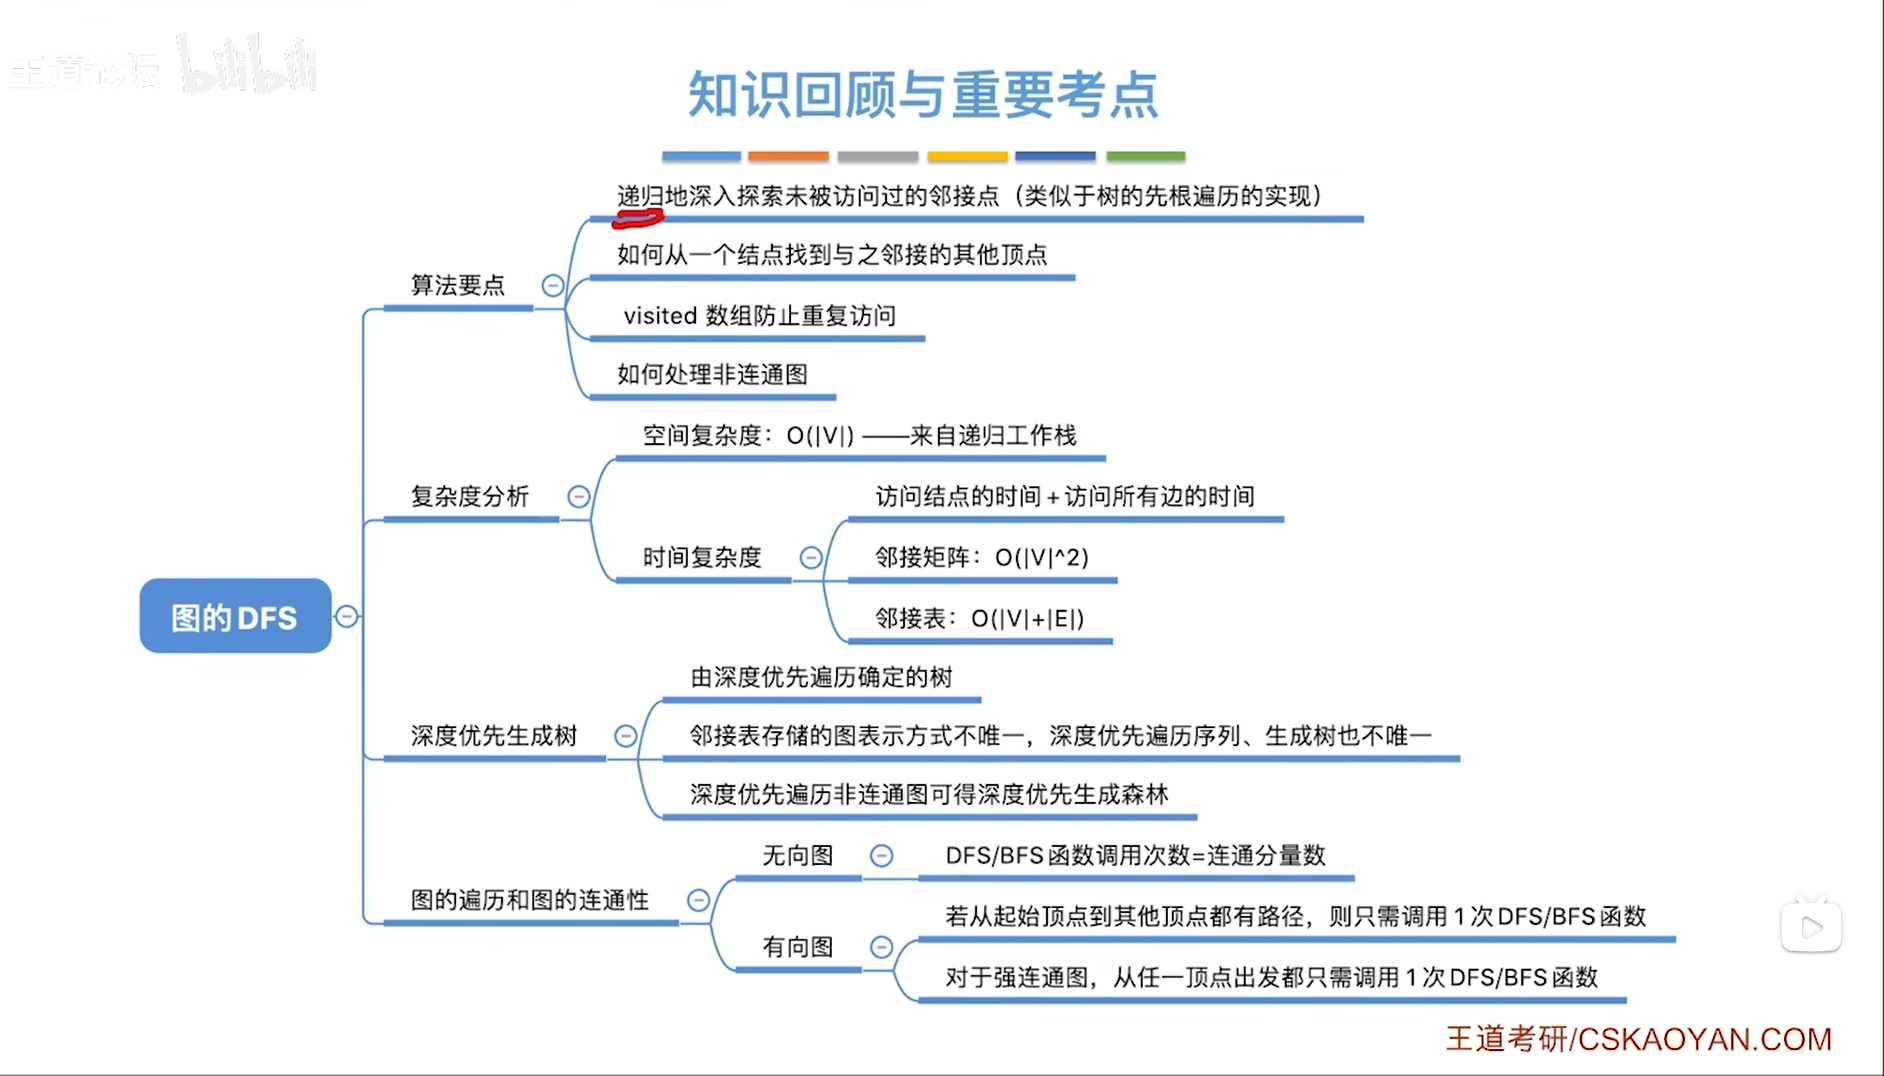 王道论坛 bilibili
知识回顾与重要考点
递归地深入探索未被访问过的邻接点（类似于树的先根遍历的实现）
如何从一个结点找到与之邻接的其他顶点
算法要点
visited 数组防止重复访问
如何处理非连通图
空间复杂度：O(|V|) ——来自递归工作栈
复杂度分析
访问结点的时间 + 访问所有边的时间
时间复杂度
邻接矩阵：O(|V|^2)
邻接表：O(|V|+|E|)
图的 DFS
由深度优先遍历确定的树
深度优先生成树
邻接表存储的图表示方式不唯一，深度优先遍历序列、生成树也不唯一
深度优先遍历非连通图可得深度优先生成森林
无向图
DFS/BFS 函数调用次数=连通分量数
图的遍历和图的连通性
若从起始顶点到其他顶点都有路径，则只需调用 1 次 DFS/BFS 函数
有向图
对于强连通图，从任一顶点出发都只需调用 1 次 DFS/BFS 函数
王道考研/CSKAOYAN.COM